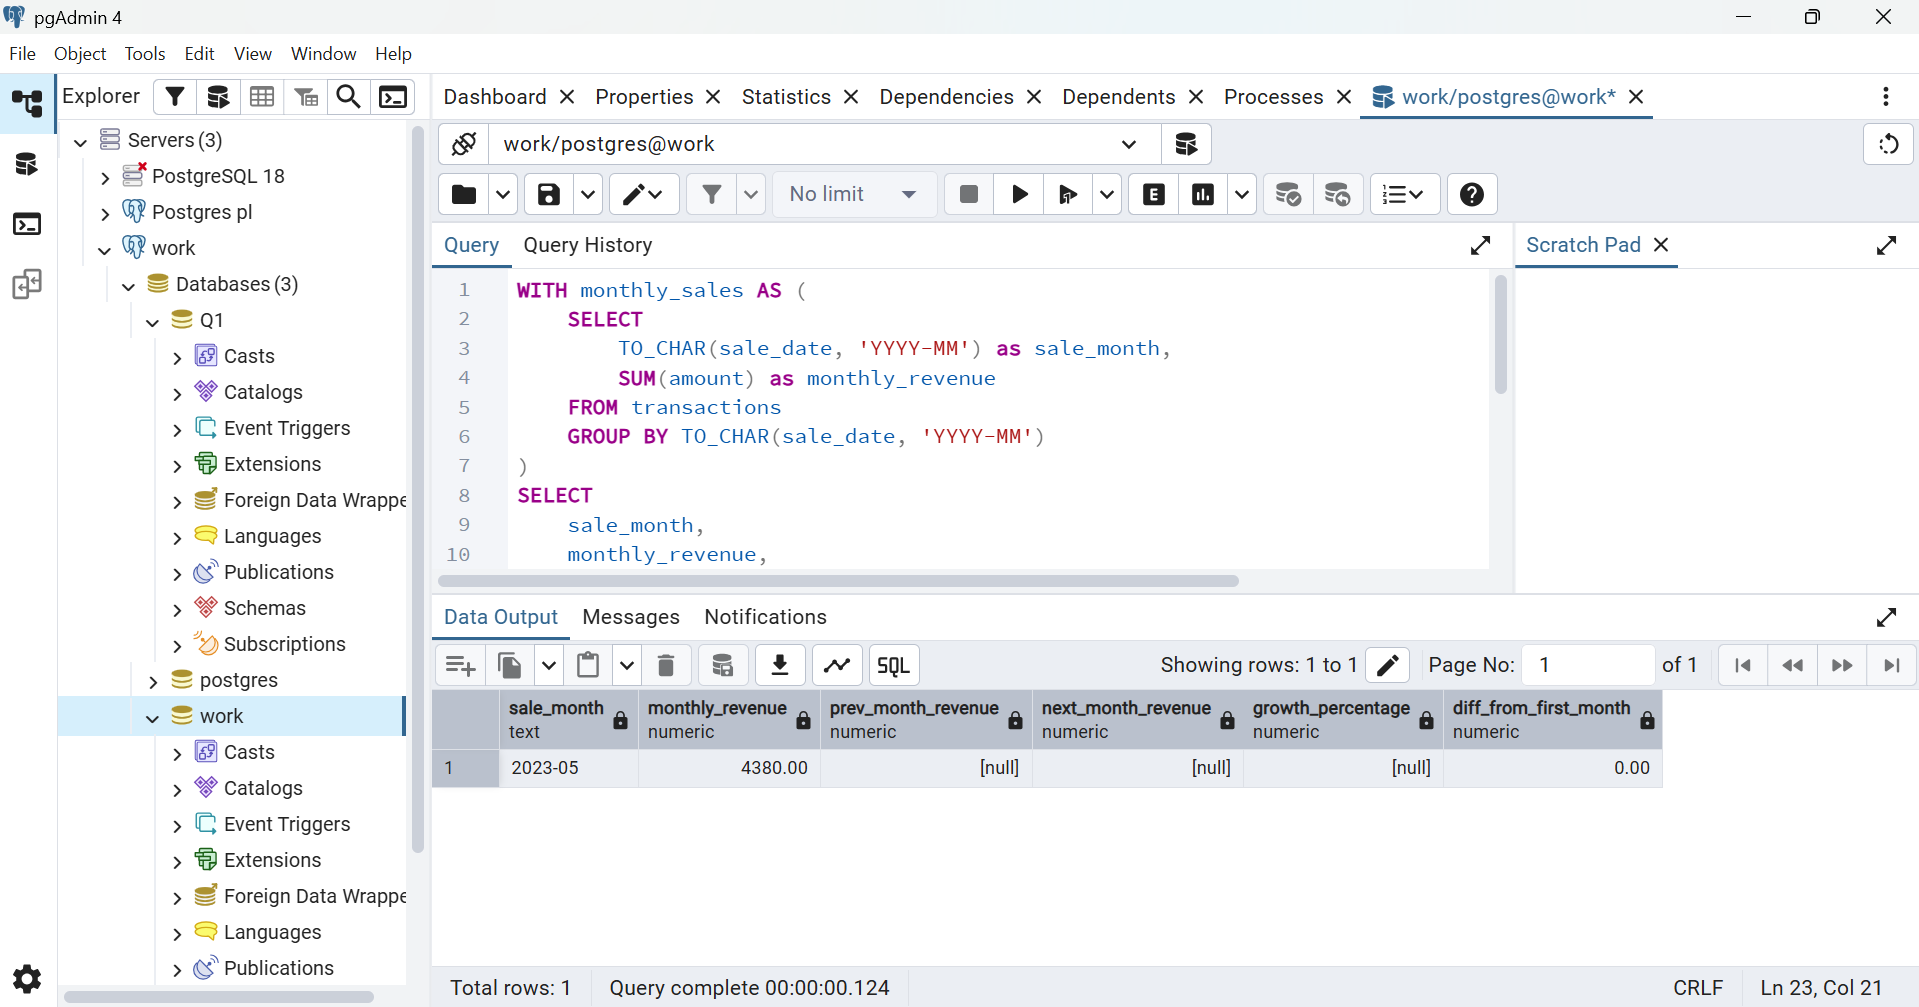 pgAdmin 4
File Object Tools Edit View Window Help
Explorer
Dashboard Properties Statistics Dependencies Dependents Processes work/postgres@work*
work/postgres@work
No limit
Servers (3)
PostgreSQL 18
Postgres pl
work
Databases (3)
Q1
Casts
Catalogs
Event Triggers
Extensions
Foreign Data Wrappe
Languages
Publications
Schemas
Subscriptions
postgres
work
Casts
Catalogs
Event Triggers
Extensions
Foreign Data Wrappe
Languages
Publications
Query Query History
Scratch Pad
1 WITH monthly_sales AS (
2 SELECT
3 TO_CHAR(sale_date, 'YYYY-MM') as sale_month,
4 SUM(amount) as monthly_revenue
5 FROM transactions
6 GROUP BY TO_CHAR(sale_date, 'YYYY-MM')
7 )
8 SELECT
9 sale_month,
10 monthly_revenue,
Data Output Messages Notifications
SQL Showing rows: 1 to 1 Page No: 1 of 1
sale_month monthly_revenue prev_month_revenue next_month_revenue growth_percentage diff_from_first_month
text numeric numeric numeric numeric numeric
1 2023-05 4380.00 [null] [null] [null] 0.00
Total rows: 1 Query complete 00:00:00.124 CRLF Ln 23, Col 21